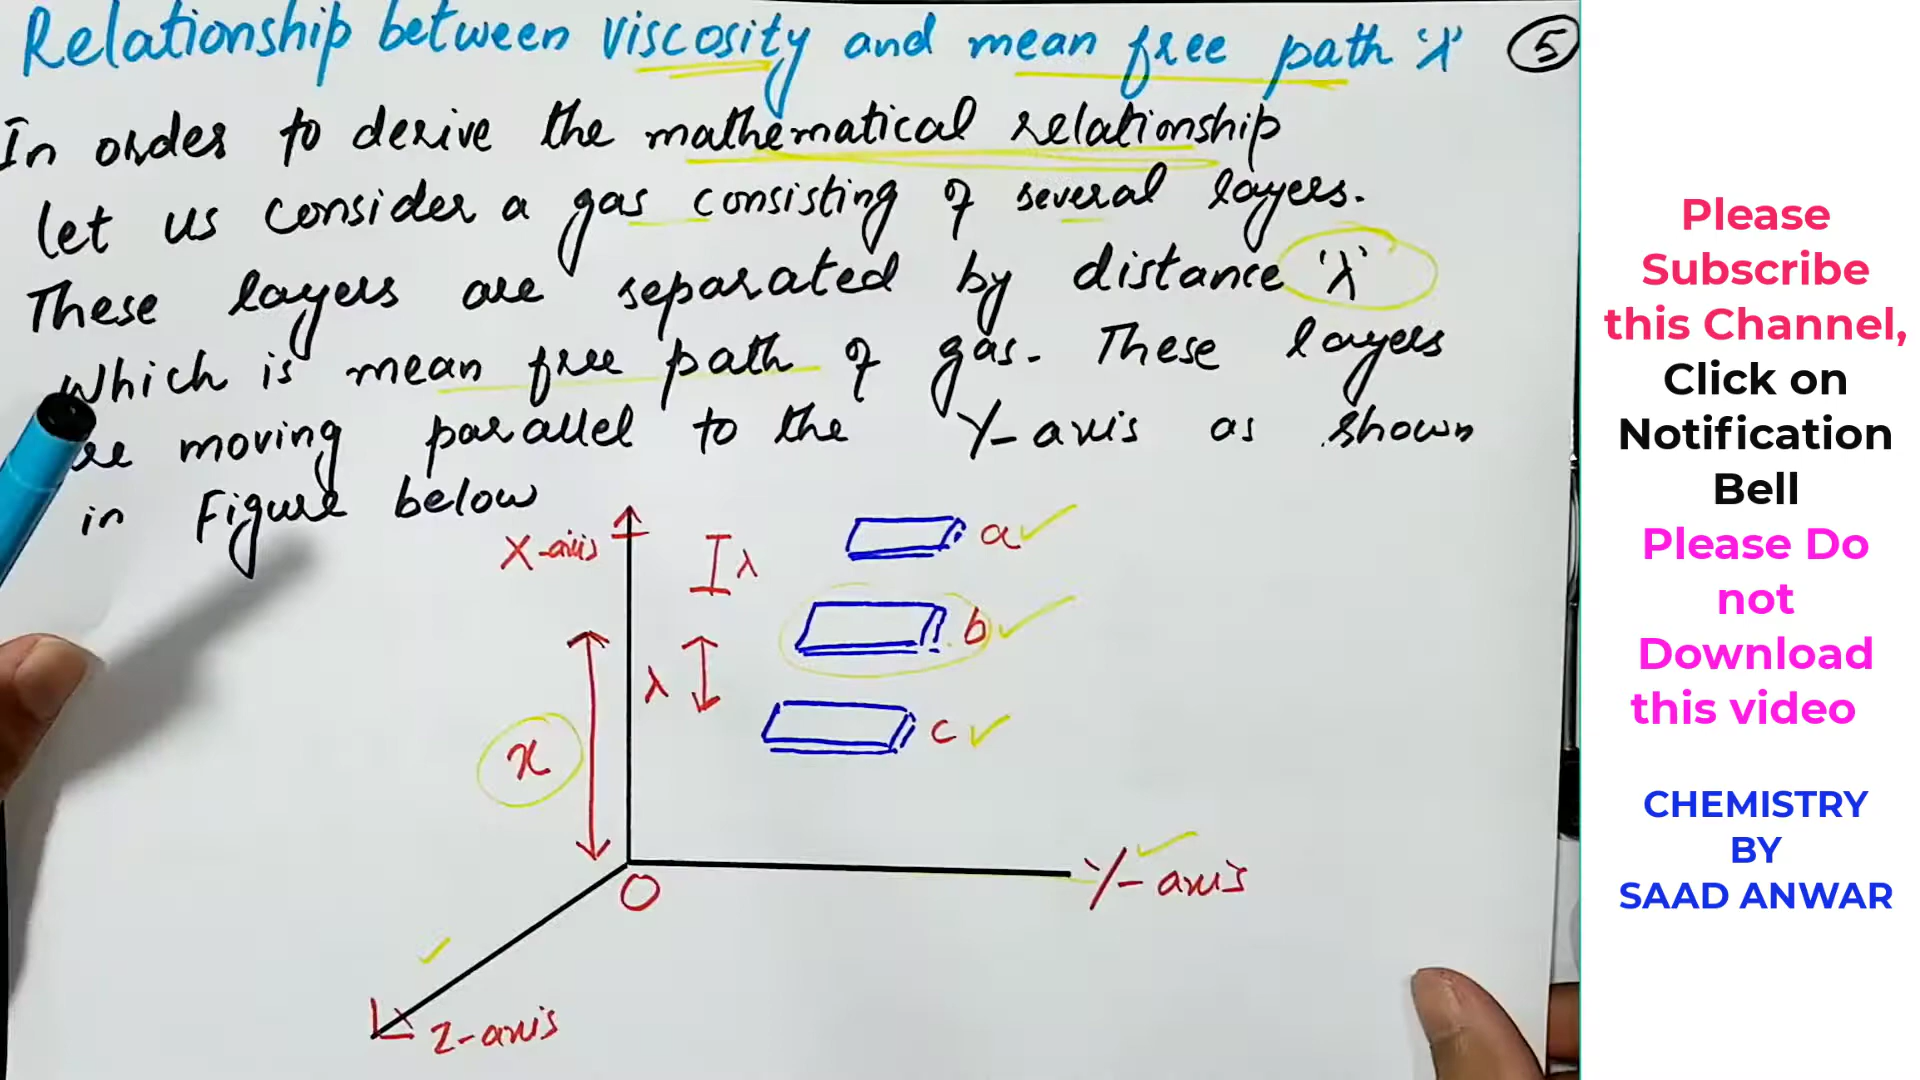 Relationship between viscosity and mean free path 'λ' 5
In order to derive the mathematical relationship
let us consider a gas consisting of several layers.
These layers are separated by distance 'λ'
which is mean free path of gas. These layers
moving parallel to the Y-axis as shown
in Figure below
X-axis
λ
a
b
λ
c
x
O
Y-axis
Z-axis
Please
Subscribe
this Channel,
Click on
Notification
Bell
Please Do
not
Download
this video
CHEMISTRY
BY
SAAD ANWAR